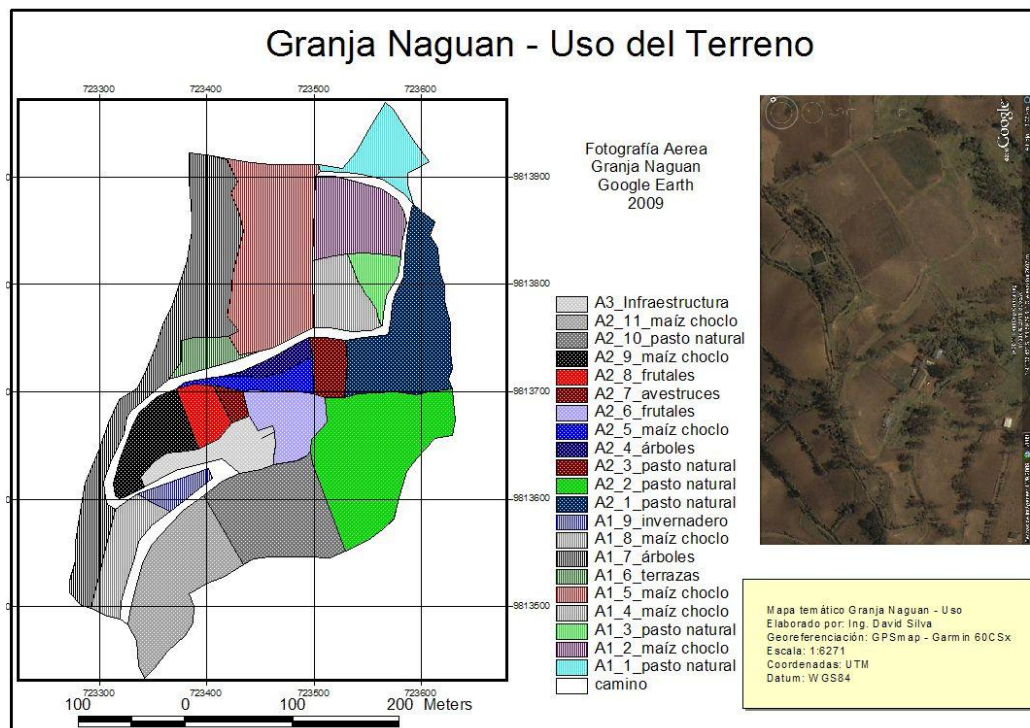 Granja Naguan - Uso del Terreno
723300 723400 723500 723600
9813900
9813800
9813700
9813600
9813500
723300 723400 723500 723600
100 0 100 200 Meters
Fotografía Aerea
Granja Naguan
Google Earth
2009
A3_Infraestructura
A2_11_maíz choclo
A2_10_pasto natural
A2_9_maíz choclo
A2_8_frutales
A2_7_avestruces
A2_6_frutales
A2_5_maíz choclo
A2_4_árboles
A2_3_pasto natural
A2_2_pasto natural
A2_1_pasto natural
A1_9_invernadero
A1_8_maíz choclo
A1_7_árboles
A1_6_terrazas
A1_5_maíz choclo
A1_4_maíz choclo
A1_3_pasto natural
A1_2_maíz choclo
A1_1_pasto natural
camino
Google
Mapa temático Granja Naguan - Uso
Elaborado por: Ing. David Silva
Georeferenciación: GPSmap - Garmin 60CSx
Escala: 1:6271
Coordenadas: UTM
Datum: WGS84